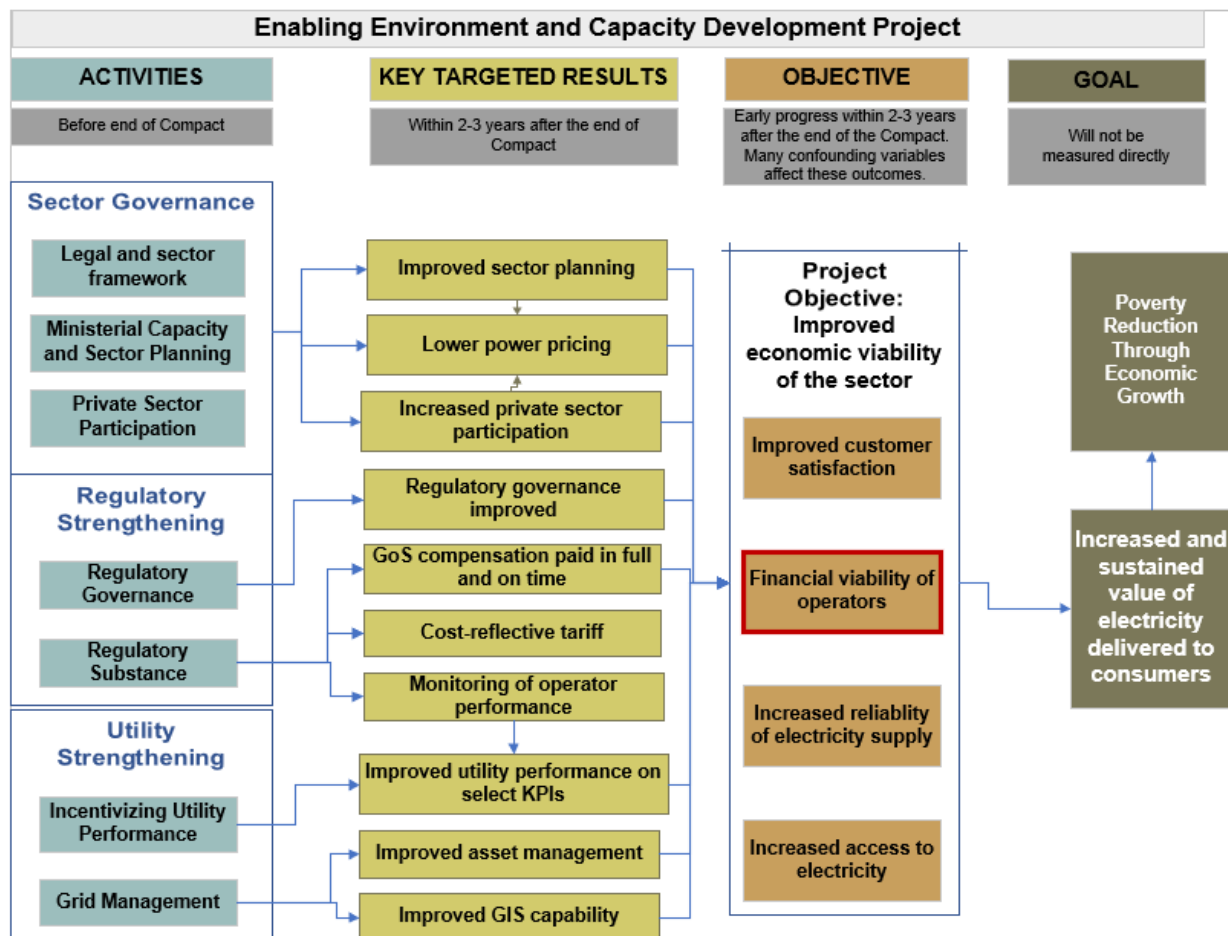 Enabling Environment and Capacity Development Project
ACTIVITIES
KEY TARGETED RESULTS
OBJECTIVE
GOAL
Before end of Compact
Within 2-3 years after the end of
Compact
Early progress within 2-3 years
after the end of the Compact.
Many confounding variables
affect these outcomes.
Will not be
measured directly
Sector Governance
Legal and sector
framework
Ministerial Capacity
and Sector Planning
Private Sector
Participation
Regulatory
Strengthening
Regulatory
Governance
Regulatory
Substance
Utility
Strengthening
Incentivizing Utility
Performance
Grid Management
Improved sector planning
Lower power pricing
Increased private sector
participation
Regulatory governance
improved
GoS compensation paid in full
and on time
Cost-reflective tariff
Monitoring of operator
performance
Improved utility performance on
select KPIs
Improved asset management
Improved GIS capability
Project
Objective:
Improved
economic viability
of the sector
Improved customer
satisfaction
Financial viability of
operators
Increased reliablity
of electricity supply
Increased access to
electricity
Poverty
Reduction
Through
Economic
Growth
Increased and
sustained
value of
electricity
delivered to
consumers